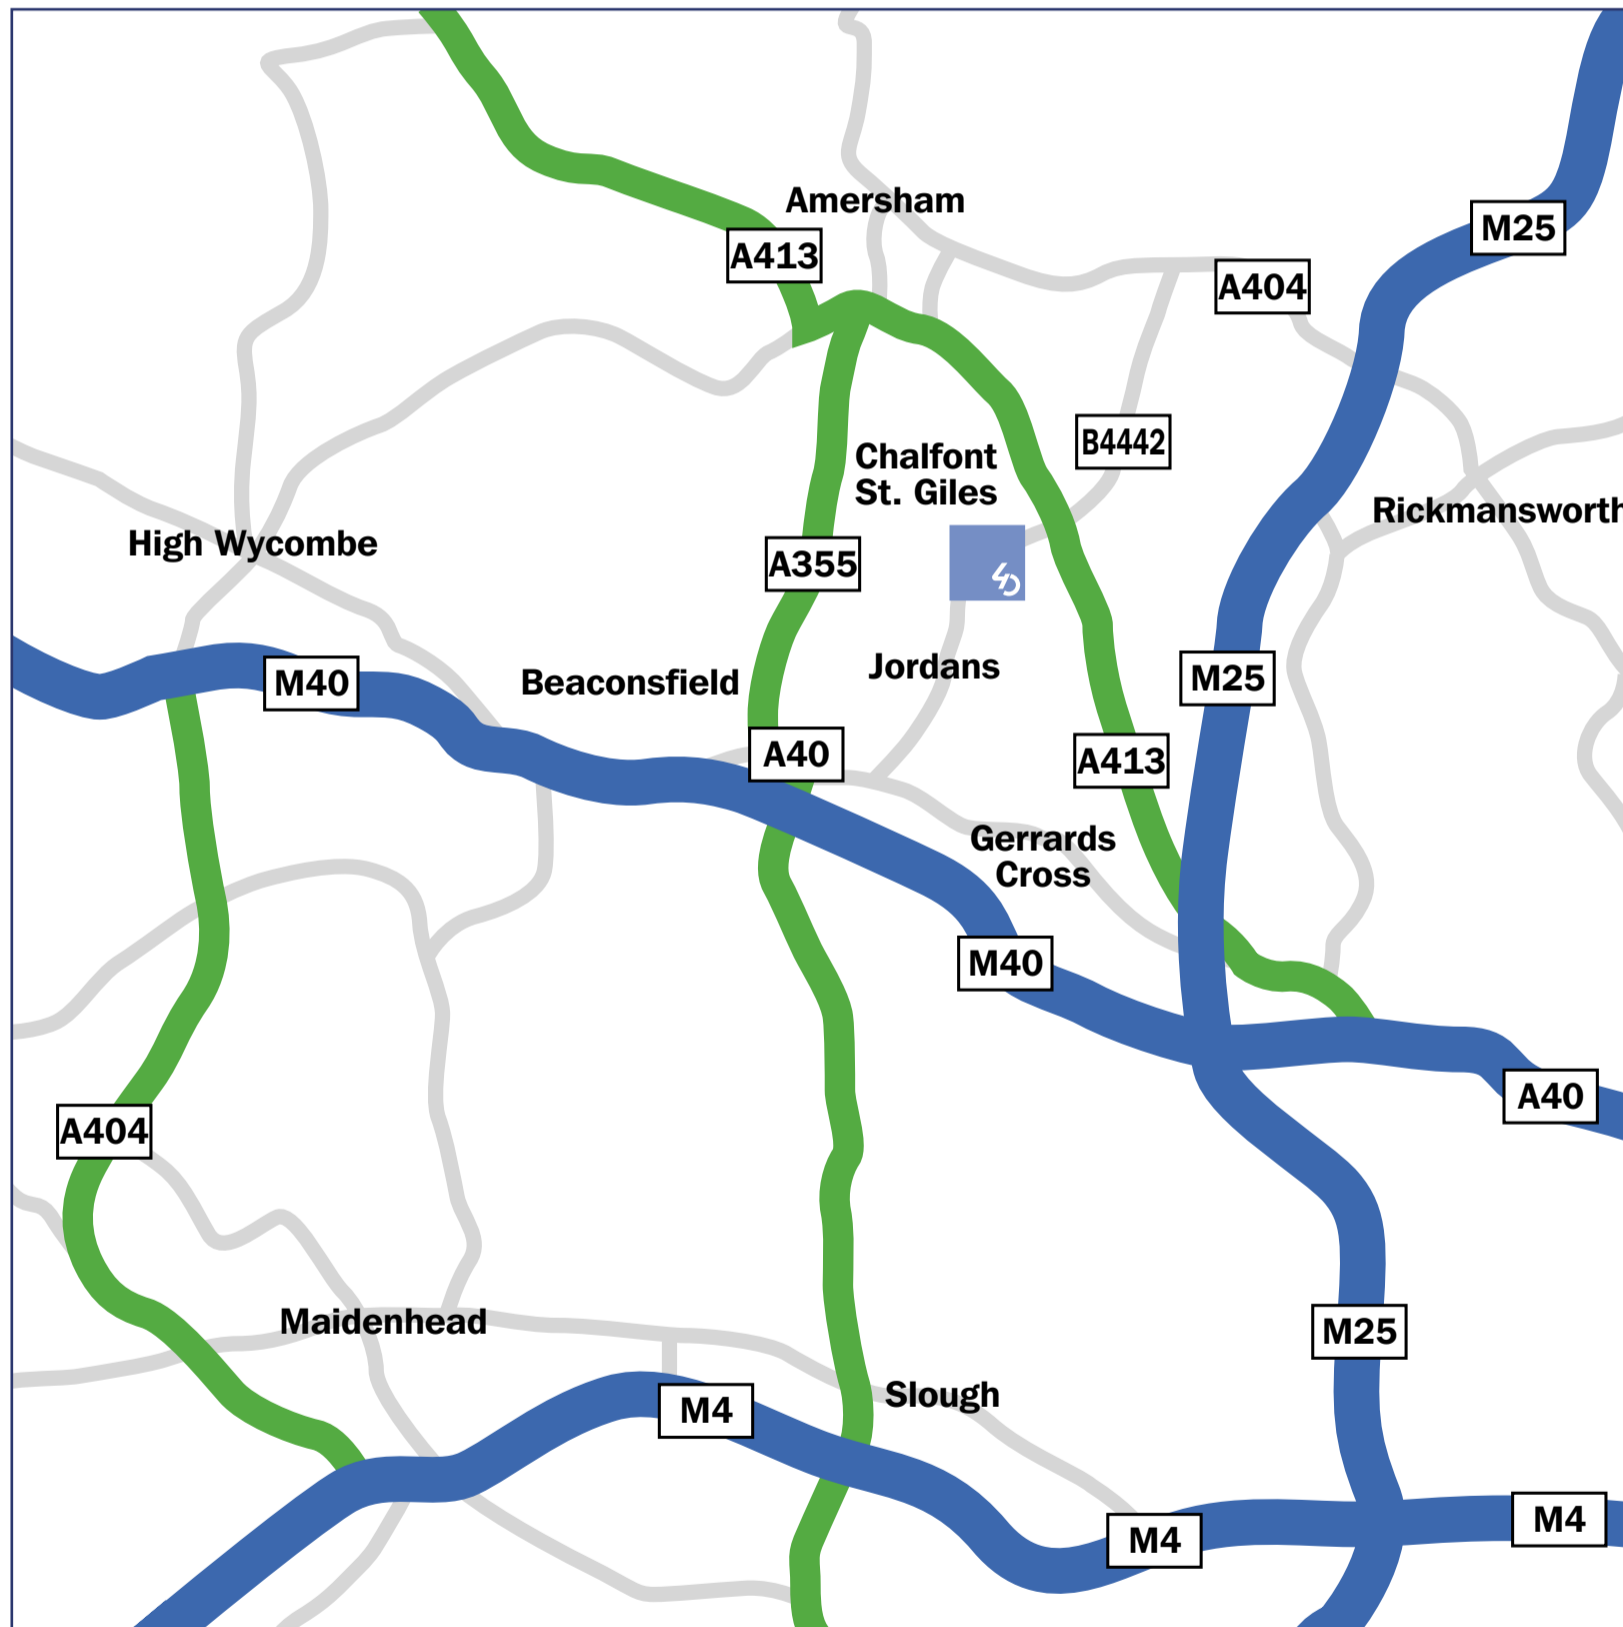 Amersham
M25
A413
A404
B4442
Chalfont
St. Giles
Rickmansworth
High Wycombe
A355
Jordans
M25
M40
Beaconsfield
A40
A413
Gerrards
Cross
M40
A40
A404
Maidenhead
M25
Slough
M4
M4
M4